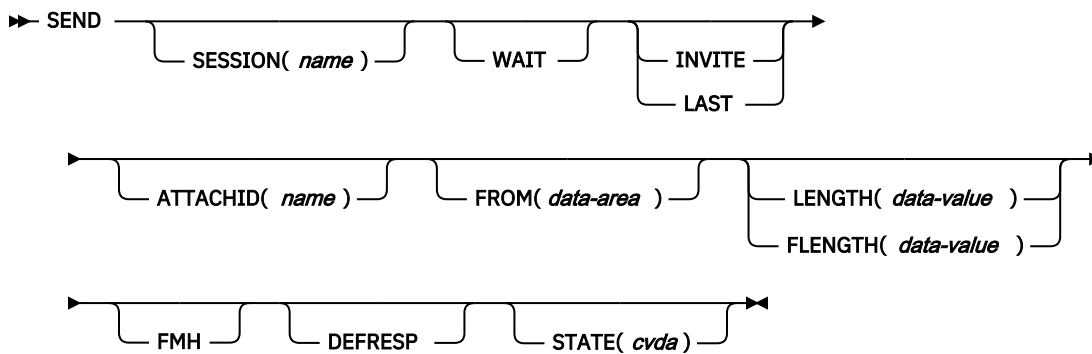 SEND
SESSION( name ) WAIT INVITE
LAST
ATTACHID( name ) FROM( data-area ) LENGTH( data-value )
FLENGTH( data-value )
FMH DEFRESP STATE( cvda )